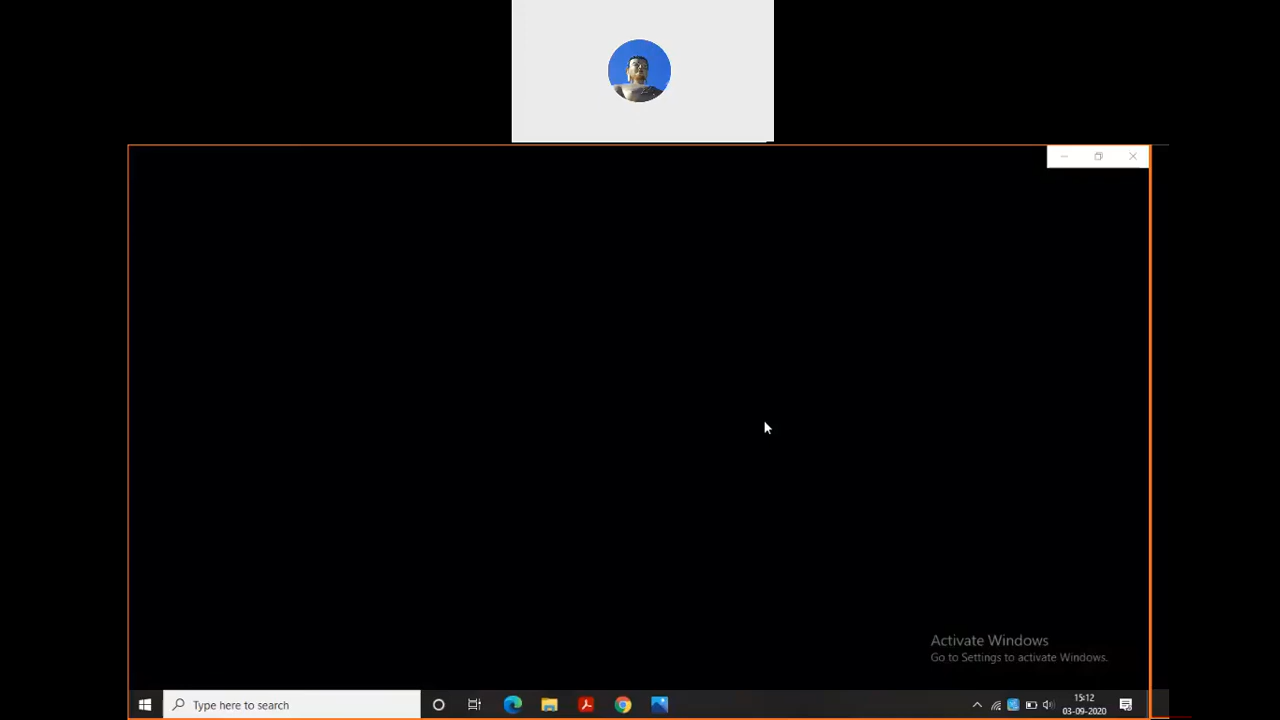 Activate Windows
Go to Settings to activate Windows.
Type here to search
15:12
03-09-2020